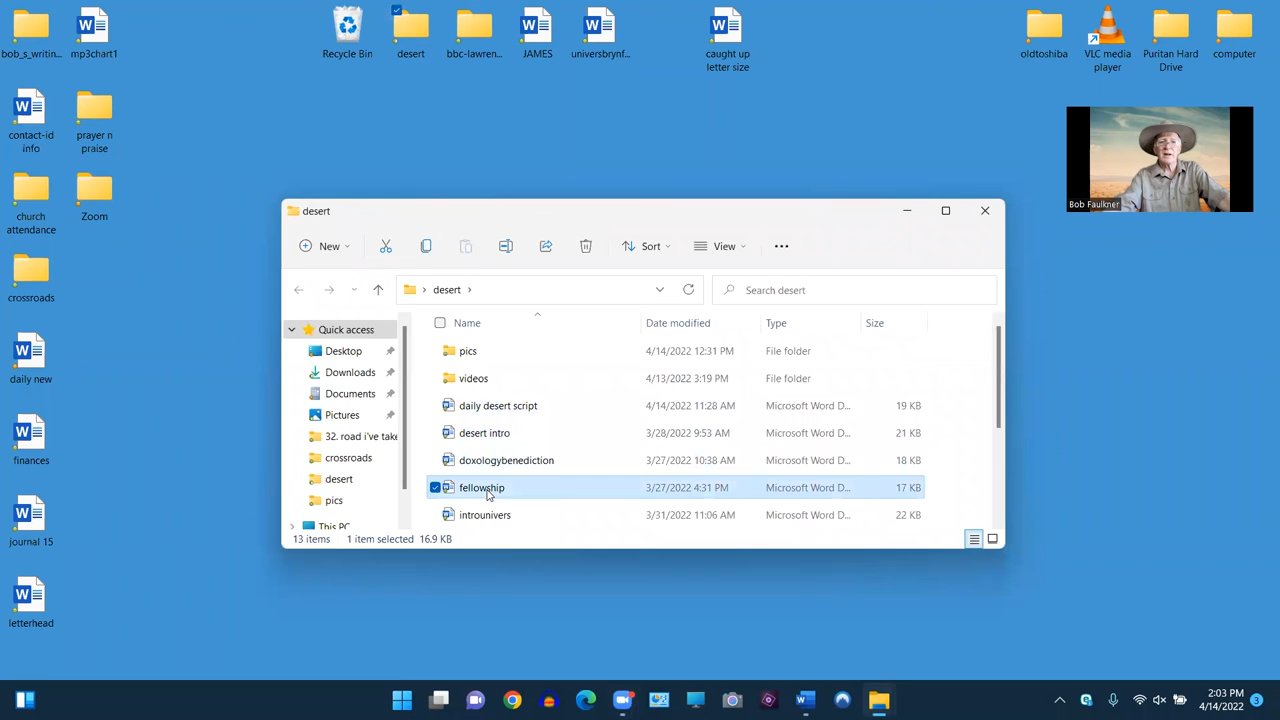 bob_s_writin...
mp3chart1
Recycle Bin
desert
bbc-lawren...
JAMES
universbrynf...
caught up
letter size
oldtoshiba
VLC media
player
Puritan Hard
Drive
computer
contact-id
info
prayer n
praise
church
attendance
Zoom
crossroads
daily new
finances
journal 15
letterhead
Bob Faulkner
desert
New
Sort
View
desert
Search desert
Name
Date modified
Type
Size
Quick access
Desktop
Downloads
Documents
Pictures
32. road i've take
crossroads
desert
pics
This PC
pics 4/14/2022 12:31 PM File folder
videos 4/13/2022 3:19 PM File folder
daily desert script 4/14/2022 11:28 AM Microsoft Word D... 19 KB
desert intro 3/28/2022 9:53 AM Microsoft Word D... 21 KB
doxologybenediction 3/27/2022 10:38 AM Microsoft Word D... 18 KB
fellowship 3/27/2022 4:31 PM Microsoft Word D... 17 KB
introunivers 3/31/2022 11:06 AM Microsoft Word D... 22 KB
13 items 1 item selected 16.9 KB
2:03 PM
4/14/2022
3